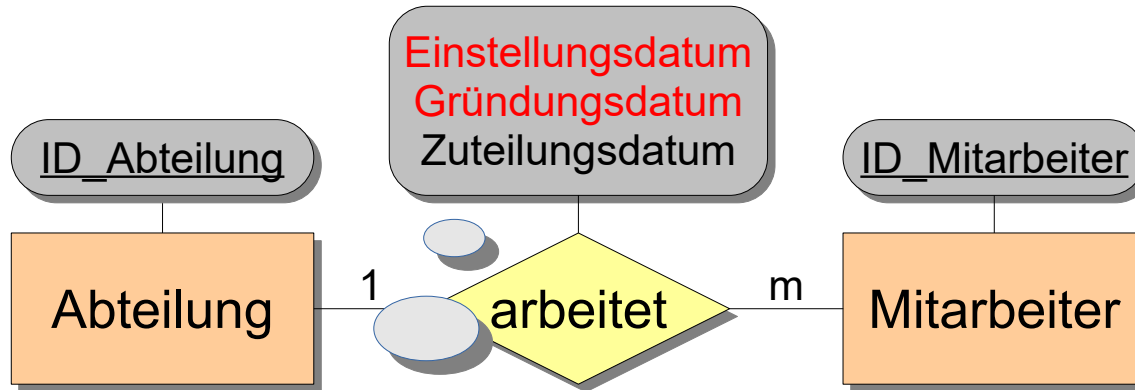 Einstellungsdatum
Gründungsdatum
Zuteilungsdatum
ID_Abteilung
ID_Mitarbeiter
Abteilung
1
arbeitet
m
Mitarbeiter